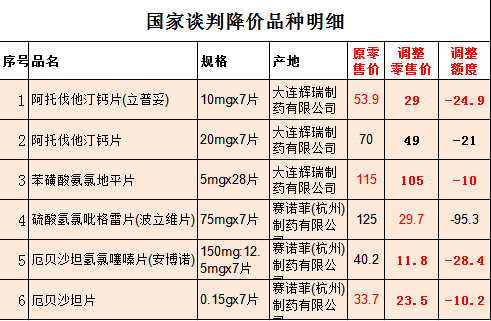 国家谈判降价品种明细
序号 品名 规格 产地 原零售价 调整零售价 调整额度
1 阿托伐他汀钙片(立普妥) 10mgx7片 大连辉瑞制药有限公司 53.9 29 -24.9
2 阿托伐他汀钙片 20mgx7片 大连辉瑞制药有限公司 70 49 -21
3 苯磺酸氨氯地平片 5mgx28片 大连辉瑞制药有限公司 115 105 -10
4 硫酸氢氯吡格雷片(波立维片) 75mgx7片 赛诺菲(杭州)制药有限公 125 29.7 -95.3
5 厄贝沙坦氢氯噻嗪片(安博诺) 150mg:12.5mgx7片 赛诺菲(杭州)制药有限公 40.2 11.8 -28.4
6 厄贝沙坦片 0.15gx7片 赛诺菲(杭州)制药有限公 33.7 23.5 -10.2